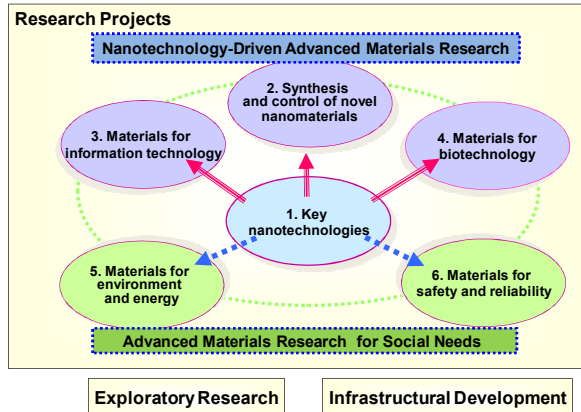 Research Projects
Nanotechnology-Driven Advanced Materials Research
2. Synthesis
and control of novel
nanomaterials
3. Materials for
information technology
4. Materials for
biotechnology
1. Key
nanotechnologies
5. Materials for
environment
and energy
6. Materials for
safety and reliability
Advanced Materials Research for Social Needs
Exploratory Research
Infrastructural Development